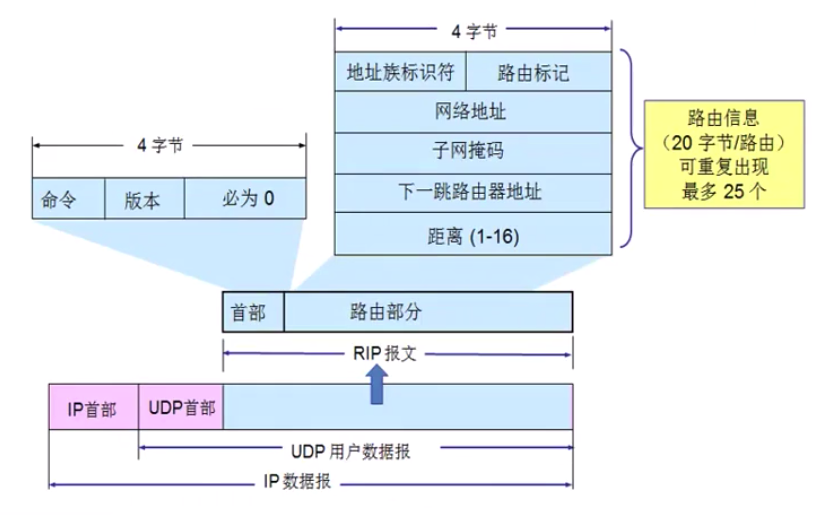 4 字节
地址族标识符 路由标记
网络地址
子网掩码
下一跳路由器地址
距离 (1-16)
路由信息
（20 字节/路由）
可重复出现
最多 25 个
4 字节
命令 版本 必为 0
首部 路由部分
RIP 报文
IP首部 UDP首部
UDP 用户数据报
IP 数据报